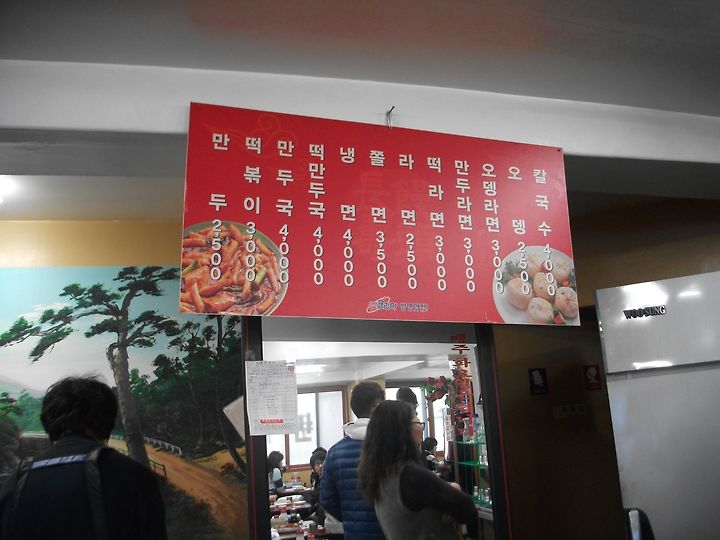 만두 2,500
떡볶이 3,000
만두국 4,000
떡만두국 4,000
냉면 4,000
쫄면 3,500
라면 2,500
떡라면 3,000
만두라면 3,000
오뎅라면 3,000
오뎅 2,500
칼국수 4,000
WOOSUNG